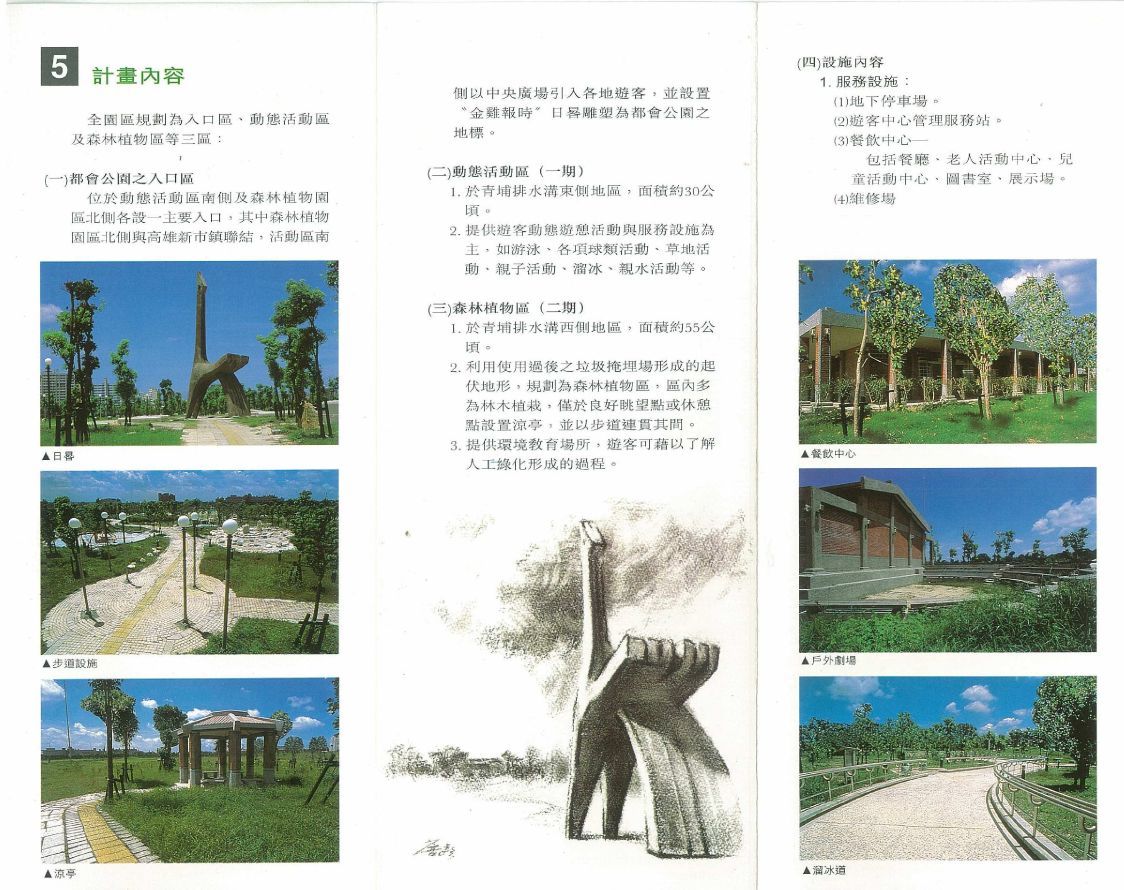 5
計畫內容
全園區規劃為入口區、動態活動區
及森林植物區等三區：
(一)都會公園之入口區
位於動態活動區南側及森林植物園
區北側各設一主要入口，其中森林植物
園區北側與高雄新市鎮聯結，活動區南
▲日晷
▲步道設施
▲涼亭
側以中央廣場引入各地遊客，並設置
〝金雞報時〞日晷雕塑為都會公園之
地標。
(二)動態活動區（一期）
1. 於青埔排水溝東側地區，面積約30公
頃。
2. 提供遊客動態遊憩活動與服務設施為
主，如游泳、各項球類活動、草地活
動、親子活動、溜冰、親水活動等。
(三)森林植物區（二期）
1. 於青埔排水溝西側地區，面積約55公
頃。
2. 利用使用過後之垃圾掩埋場形成的起
伏地形，規劃為森林植物區，區內多
為林木植栽，僅於良好眺望點或休憩
點設置涼亭，並以步道連貫其間。
3. 提供環境教育場所，遊客可藉以了解
人工綠化形成的過程。
(四)設施內容
1. 服務設施：
(1)地下停車場。
(2)遊客中心管理服務站。
(3)餐飲中心—
包括餐廳、老人活動中心、兒
童活動中心、圖書室、展示場。
(4)維修場
▲餐飲中心
▲戶外劇場
▲溜冰道